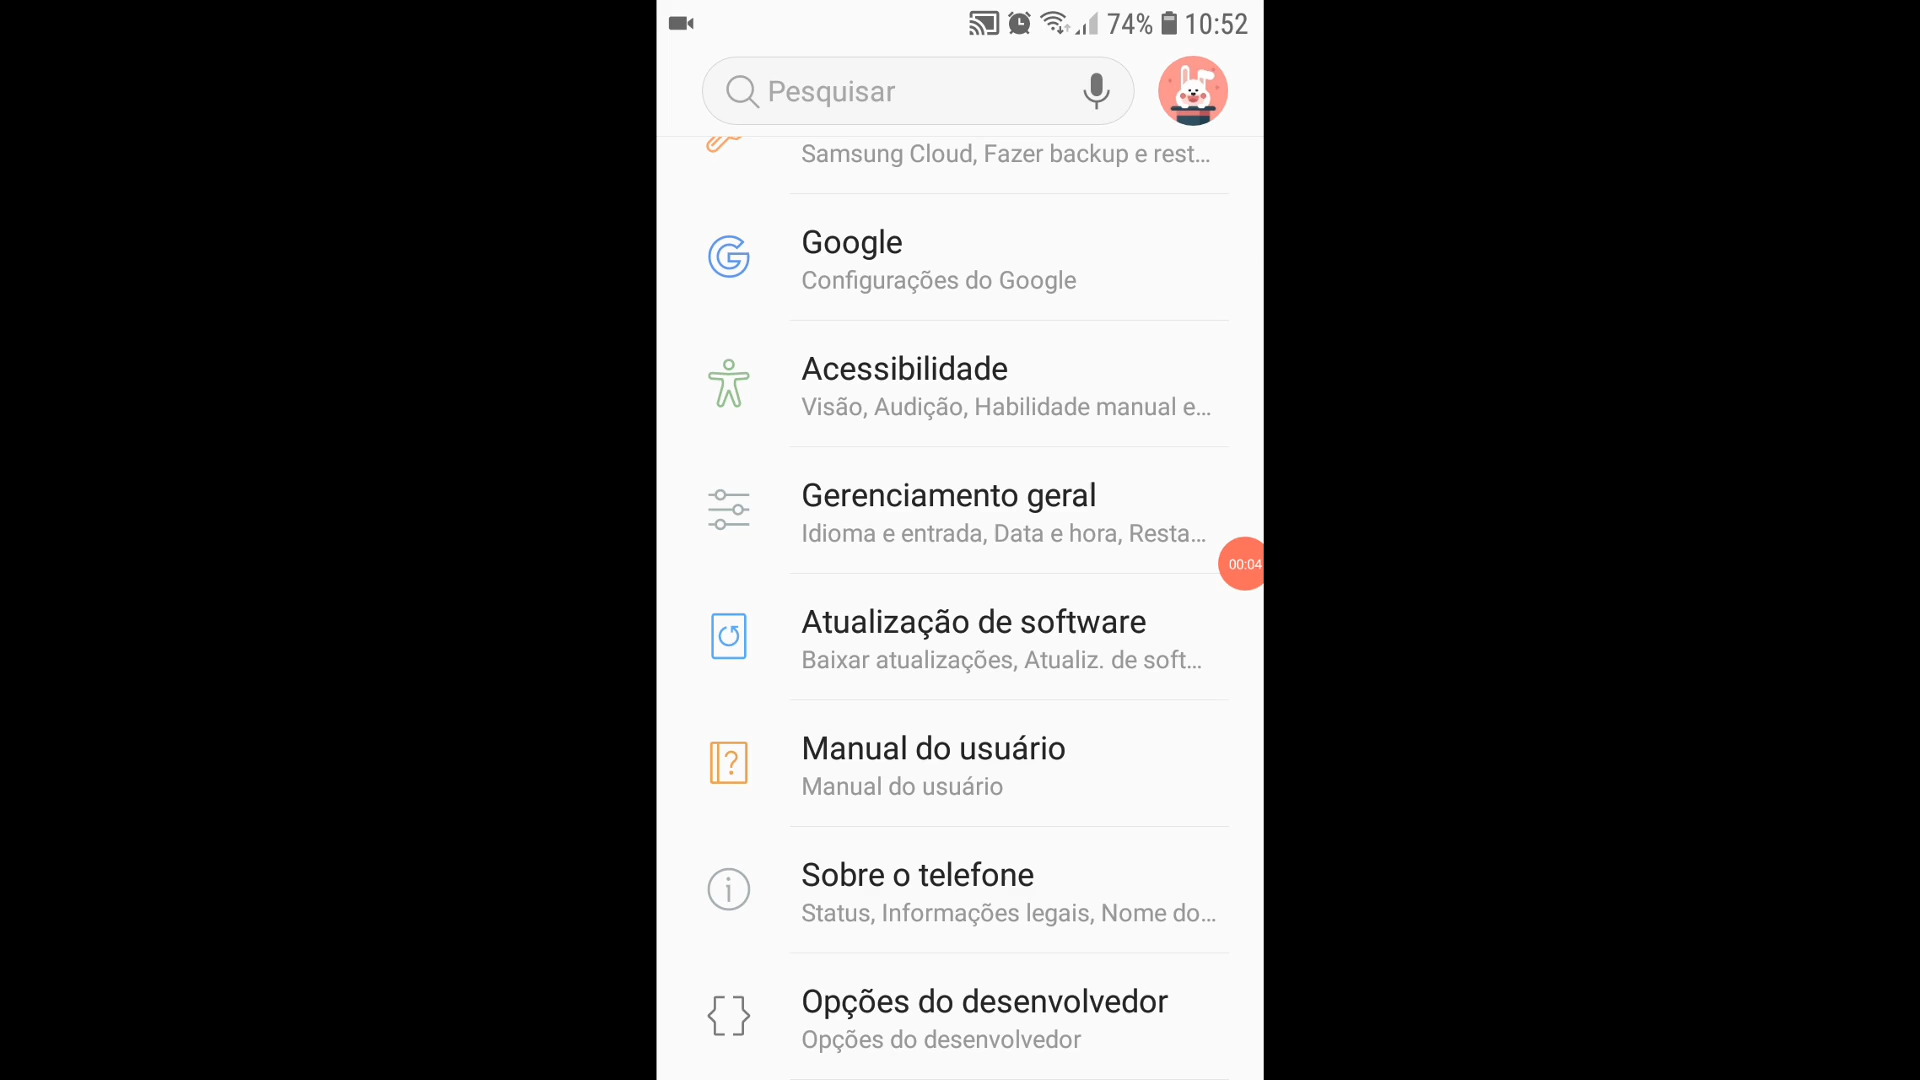 74% 10:52
Pesquisar
Samsung Cloud, Fazer backup e rest...
Google
Configurações do Google
Acessibilidade
Visão, Audição, Habilidade manual e...
Gerenciamento geral
Idioma e entrada, Data e hora, Resta...
00:04
Atualização de software
Baixar atualizações, Atualiz. de soft...
Manual do usuário
Manual do usuário
Sobre o telefone
Status, Informações legais, Nome do...
Opções do desenvolvedor
Opções do desenvolvedor